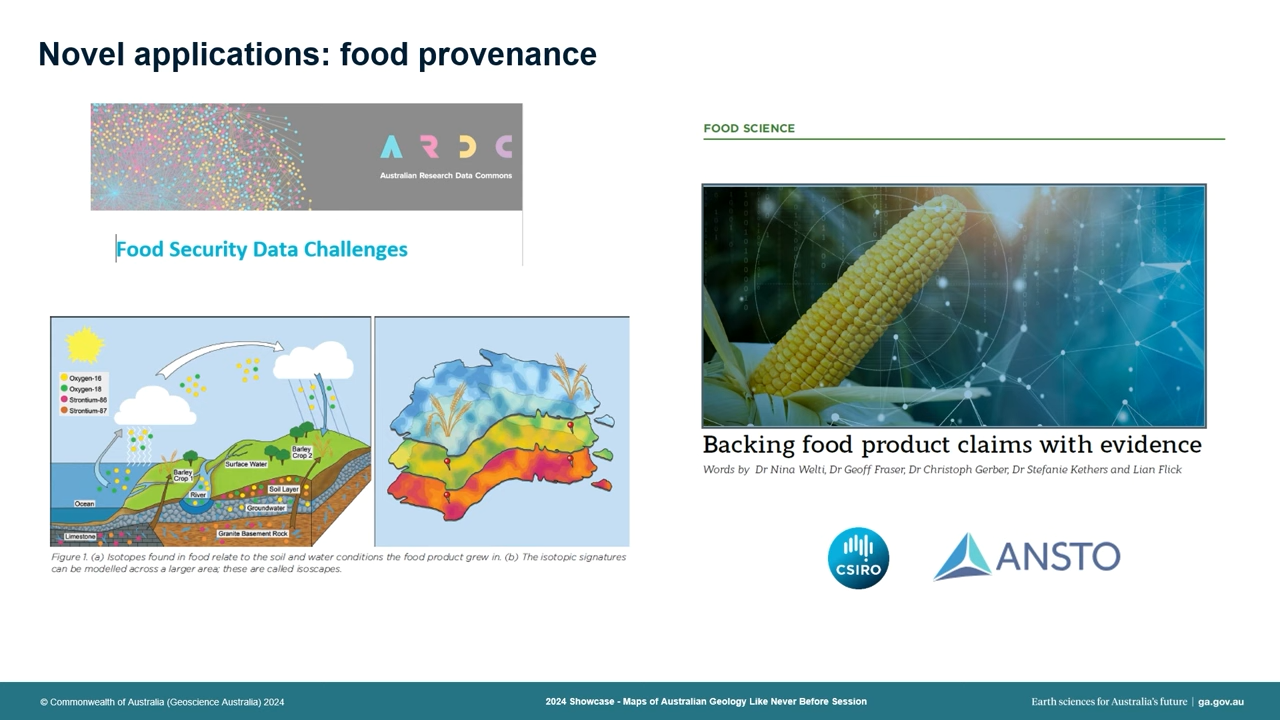 Novel applications: food provenance
A R D C
Australian Research Data Commons
Food Security Data Challenges
Oxygen-16
Oxygen-18
Strontium-86
Strontium-87
Ocean
Limestone
Barley
Crop 1
River
Surface Water
Barley
Crop 2
Soil Layer
Groundwater
Granite Basement Rock
Figure 1. (a) Isotopes found in food relate to the soil and water conditions the food product grew in. (b) The isotopic signatures
can be modelled across a larger area; these are called isoscapes.
FOOD SCIENCE
Backing food product claims with evidence
Words by Dr Nina Welti, Dr Geoff Fraser, Dr Christoph Gerber, Dr Stefanie Kethers and Lian Flick
CSIRO
ANSTO
© Commonwealth of Australia (Geoscience Australia) 2024
2024 Showcase - Maps of Australian Geology Like Never Before Session
Earth sciences for Australia's future | ga.gov.au